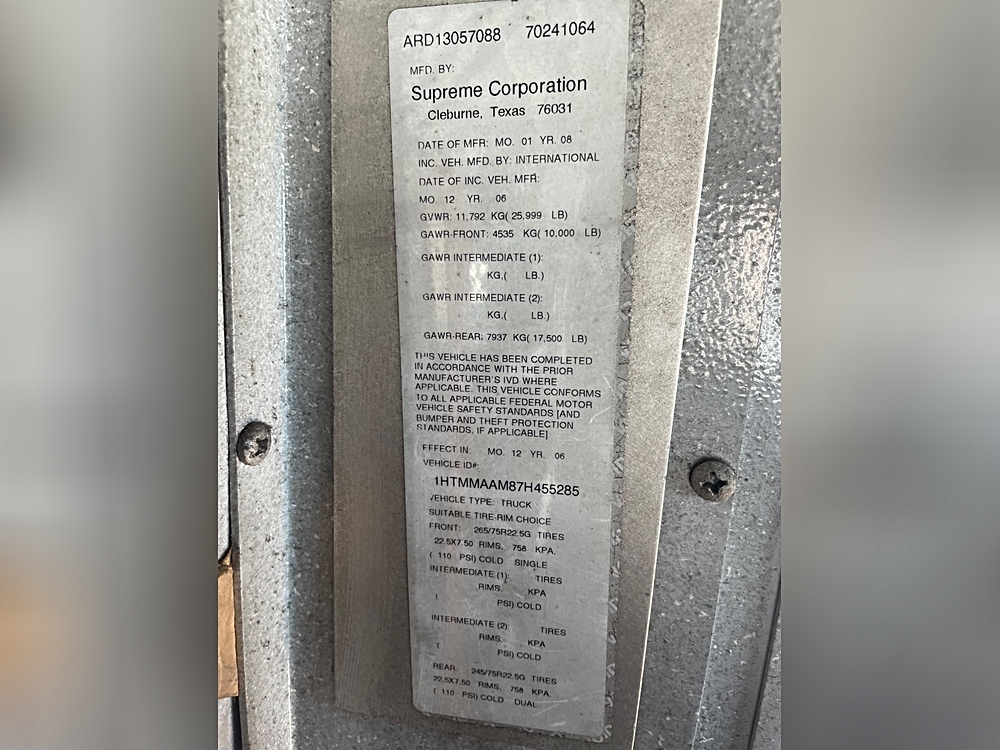 ARD13057088 70241064
MFD. BY:
Supreme Corporation
Cleburne, Texas 76031
DATE OF MFR: MO. 01 YR. 08
INC. VEH. MFD. BY: INTERNATIONAL
DATE OF INC. VEH. MFR:
MO. 12 YR. 06
GVWR: 11,792 KG( 25,999 LB)
GAWR-FRONT: 4535 KG( 10,000 LB)
GAWR INTERMEDIATE (1):
KG,( LB.)
GAWR INTERMEDIATE (2):
KG,( LB.)
GAWR-REAR: 7937 KG( 17,500 LB)
THIS VEHICLE HAS BEEN COMPLETED
IN ACCORDANCE WITH THE PRIOR
MANUFACTURER'S IVD WHERE
APPLICABLE. THIS VEHICLE CONFORMS
TO ALL APPLICABLE FEDERAL MOTOR
VEHICLE SAFETY STANDARDS [AND
BUMPER AND THEFT PROTECTION
STANDARDS, IF APPLICABLE]
EFFECT IN: MO. 12 YR. 06
VEHICLE ID#:
1HTMMAAM87H455285
VEHICLE TYPE: TRUCK
SUITABLE TIRE-RIM CHOICE
FRONT: 265/75R22.5G TIRES
22.5X7.50 RIMS, 758 KPA.
( 110 PSI) COLD SINGLE
INTERMEDIATE (1): TIRES
RIMS, KPA
( PSI) COLD
INTERMEDIATE (2): TIRES
RIMS, KPA
( PSI) COLD
REAR: 245/75R22.5G TIRES
22.5X7.50 RIMS, 758 KPA.
( 110 PSI) COLD DUAL